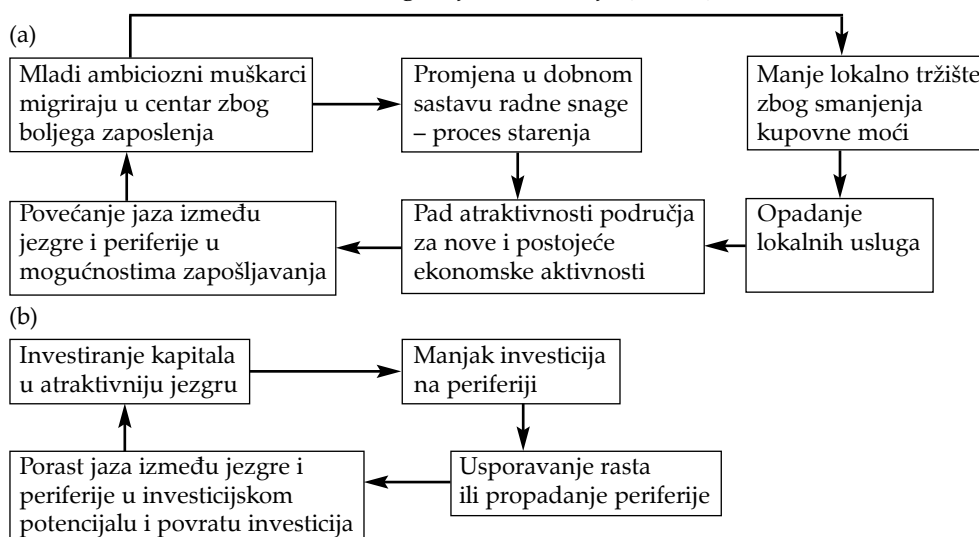 (a)
Mladi ambiciozni muškarci
migriraju u centar zbog
boljega zaposlenja
Promjena u dobnom
sastavu radne snage
– proces starenja
Manje lokalno tržište
zbog smanjenja
kupovne moći
Povećanje jaza između
jezgre i periferije u
mogućnostima zapošljavanja
Pad atraktivnosti područja
za nove i postojeće
ekonomske aktivnosti
Opadanje
lokalnih usluga
(b)
Investiranje kapitala
u atraktivniju jezgru
Manjak investicija
na periferiji
Porast jaza između jezgre i
periferije u investicijskom
potencijalu i povratu investicija
Usporavanje rasta
ili propadanje periferije